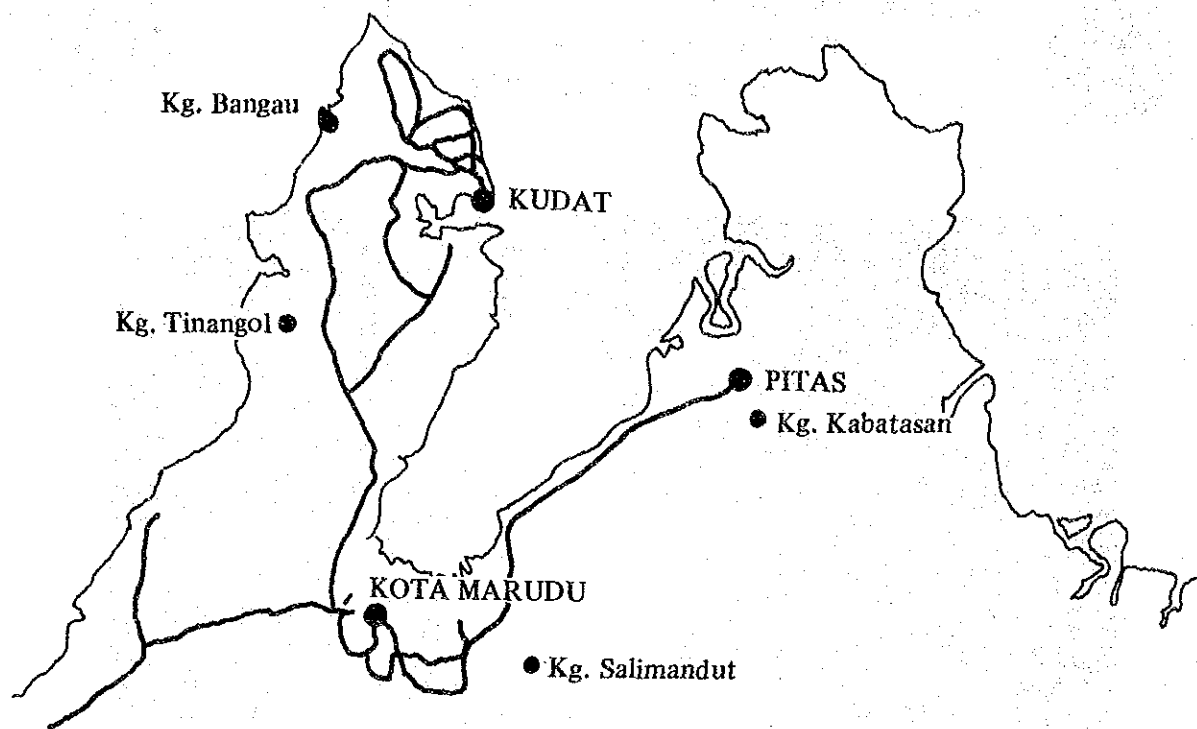 Kg. Bangau
KUDAT
Kg. Tinangol
PITAS
Kg. Kabatasan
KOTA MARUDU
Kg. Salimandut